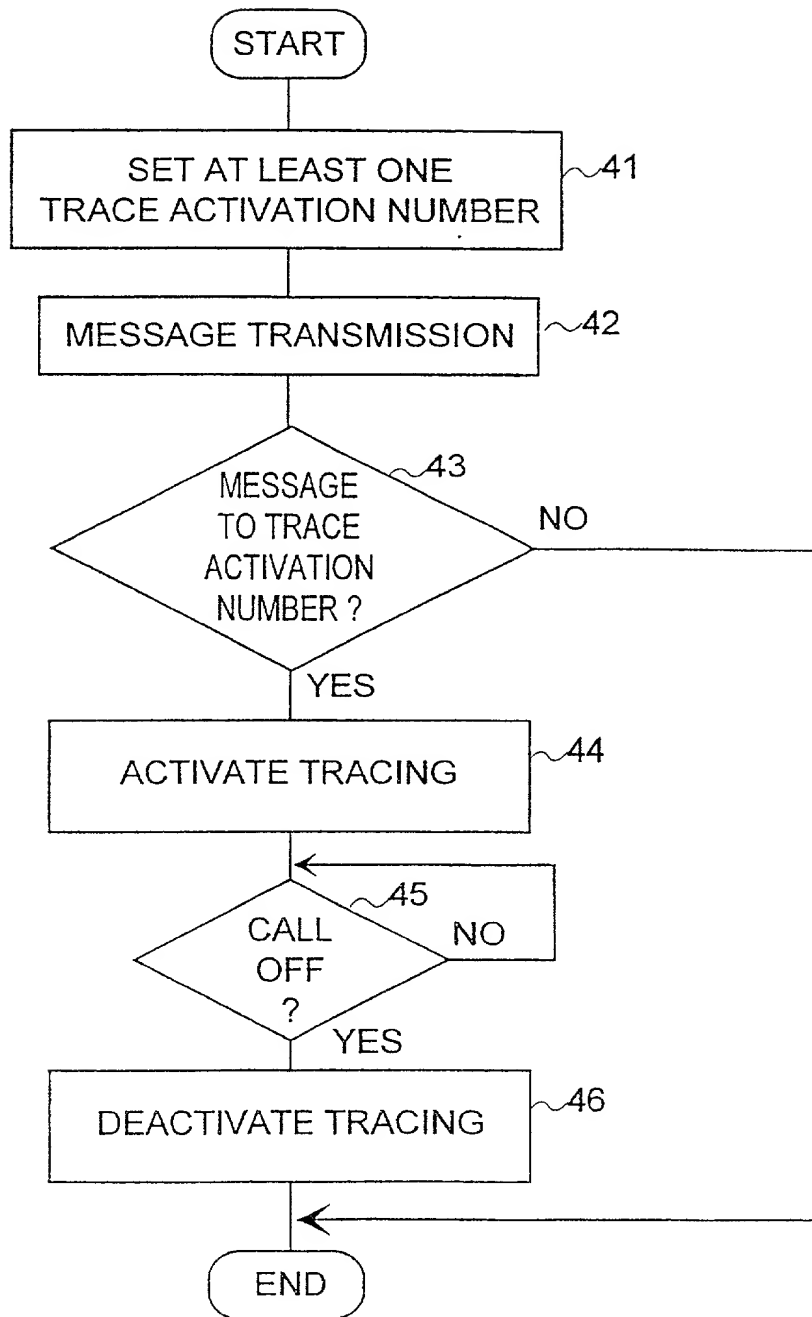 START
SET AT LEAST ONE
TRACE ACTIVATION NUMBER
41
MESSAGE TRANSMISSION
42
43
MESSAGE
TO TRACE
ACTIVATION
NUMBER ?
NO
YES
ACTIVATE TRACING
44
45
CALL
OFF
?
NO
YES
DEACTIVATE TRACING
46
END